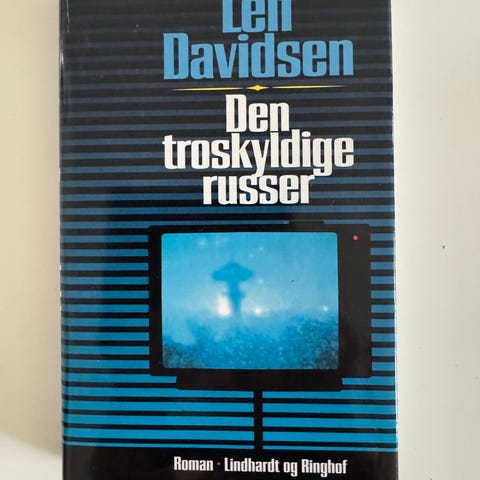 Leif
Davidsen
Den
troskyldige
russer
Roman · Lindhardt og Ringhof